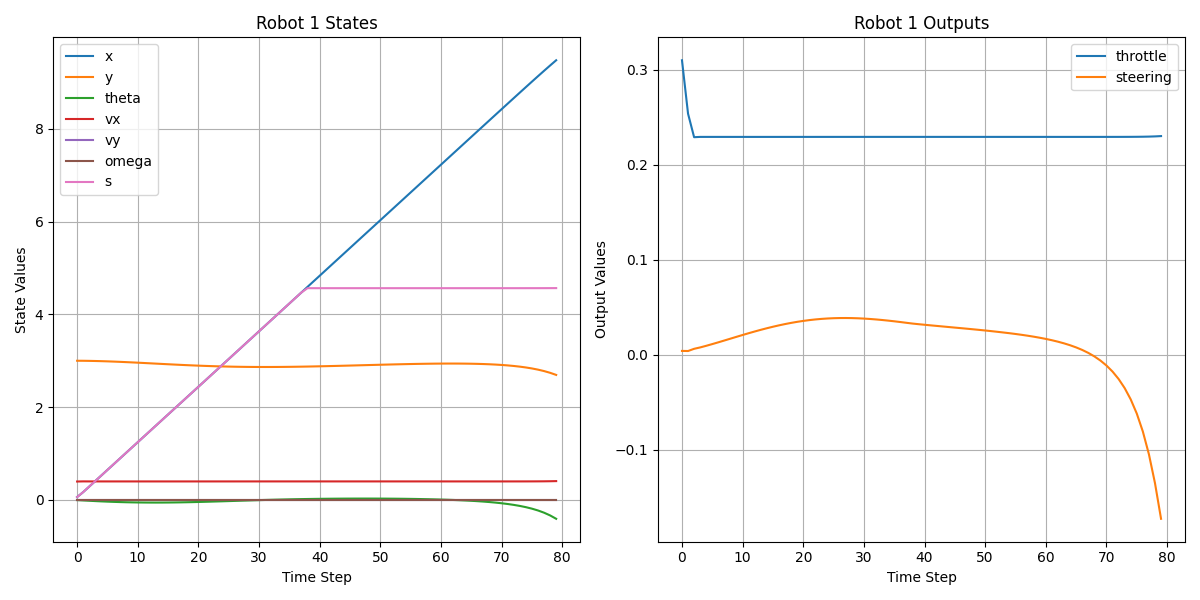 Robot 1 States
x
y
theta
vx
vy
omega
s
State Values
8
6
4
2
0
0 10 20 30 40 50 60 70 80
Time Step
Robot 1 Outputs
throttle
steering
Output Values
0.3
0.2
0.1
0.0
−0.1
0 10 20 30 40 50 60 70 80
Time Step